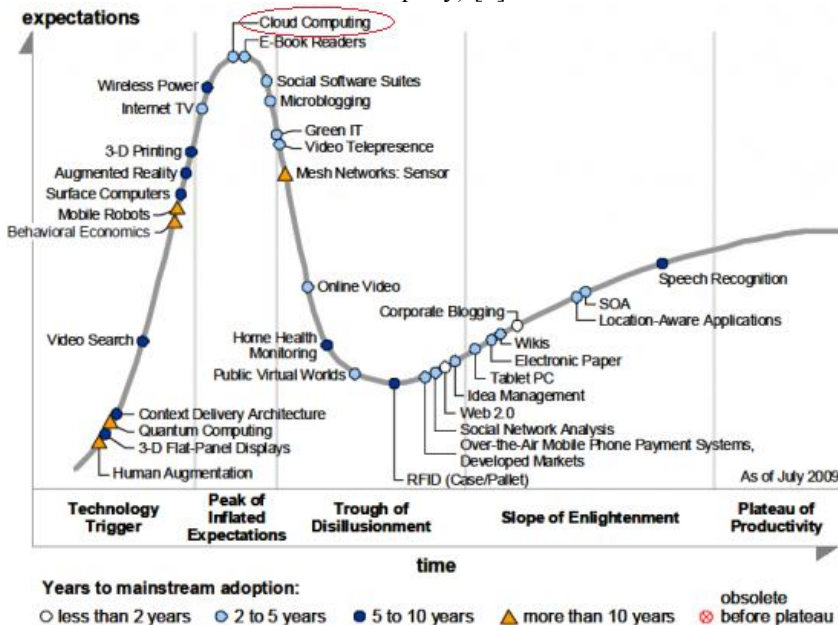 expectations
Cloud Computing
E-Book Readers
Wireless Power
Social Software Suites
Internet TV
Microblogging
Green IT
3-D Printing
Video Telepresence
Augmented Reality
Mesh Networks: Sensor
Surface Computers
Mobile Robots
Behavioral Economics
Speech Recognition
Online Video
SOA
Corporate Blogging
Location-Aware Applications
Video Search
Home Health
Monitoring
Wikis
Electronic Paper
Public Virtual Worlds
Tablet PC
Idea Management
Context Delivery Architecture
Web 2.0
Quantum Computing
Social Network Analysis
3-D Flat-Panel Displays
Over-the-Air Mobile Phone Payment Systems,
Developed Markets
Human Augmentation
RFID (Case/Pallet)
As of July 2009
Technology
Trigger
Peak of
Inflated
Expectations
Trough of
Disillusionment
Slope of Enlightenment
Plateau of
Productivity
time
Years to mainstream adoption:
less than 2 years
2 to 5 years
5 to 10 years
more than 10 years
obsolete
before plateau